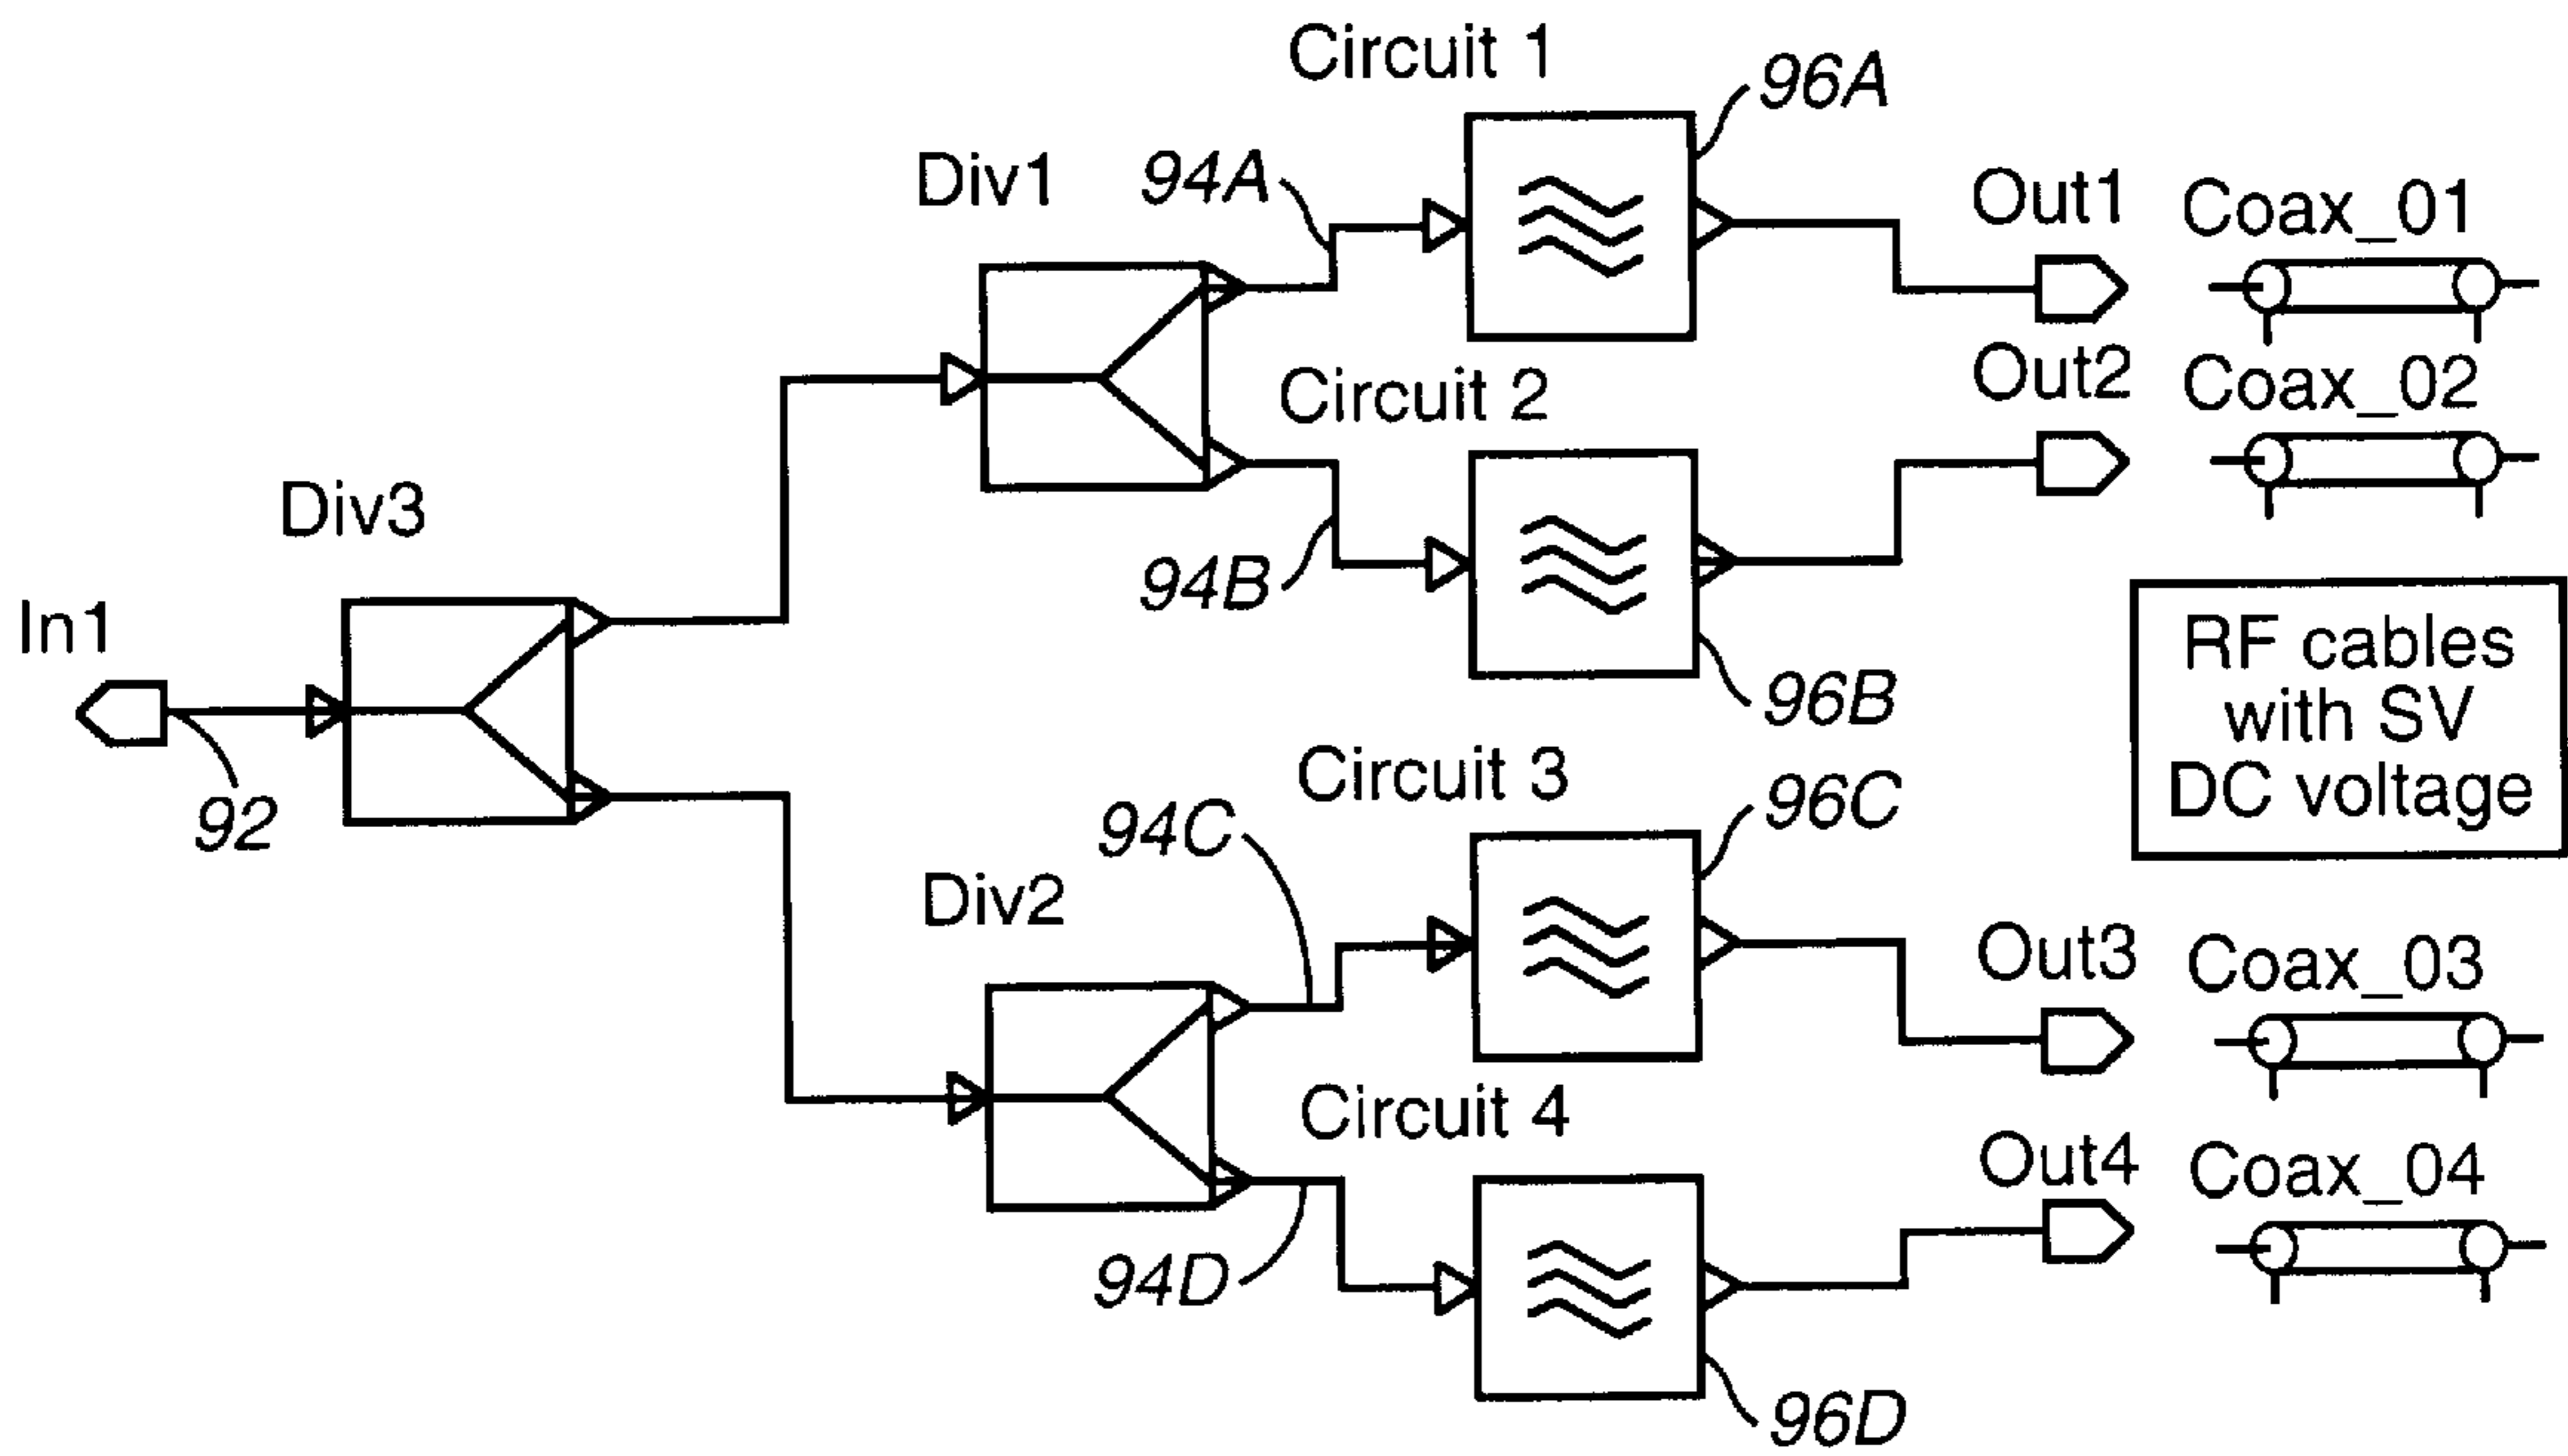 Circuit 1
96A
Div1
94A
Out1
Coax_01
Circuit 2
Out2
Coax_02
Div3
94B
In1
96B
RF cables
with SV
DC voltage
92
Circuit 3
96C
94C
Div2
Out3
Coax_03
Circuit 4
Out4
Coax_04
94D
96D